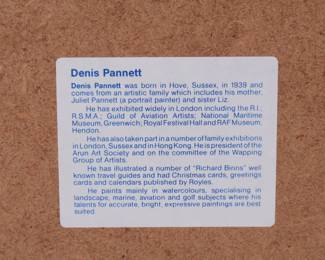 Denis Pannett
Denis Pannett was born in Hove, Sussex, in 1939 and
comes from an artistic family which includes his mother,
Juliet Pannett (a portrait painter) and sister Liz.
He has exhibited widely in London including the R.I.;
R.S.M.A.; Guild of Aviation Artists; National Maritime
Museum, Greenwich; Royal Festival Hall and RAF Museum,
Hendon.
He has also taken part in a number of family exhibitions
in London, Sussex and in Hong Kong. He is president of the
Arun Art Society and on the committee of the Wapping
Group of Artists.
He has illustrated a number of "Richard Binns" well
known travel guides and had Christmas cards, greetings
cards and calendars published by Royles.
He paints mainly in watercolours, specialising in
landscape, marine, aviation and golf subjects where his
talents for accurate, bright, expressive paintings are best
suited.